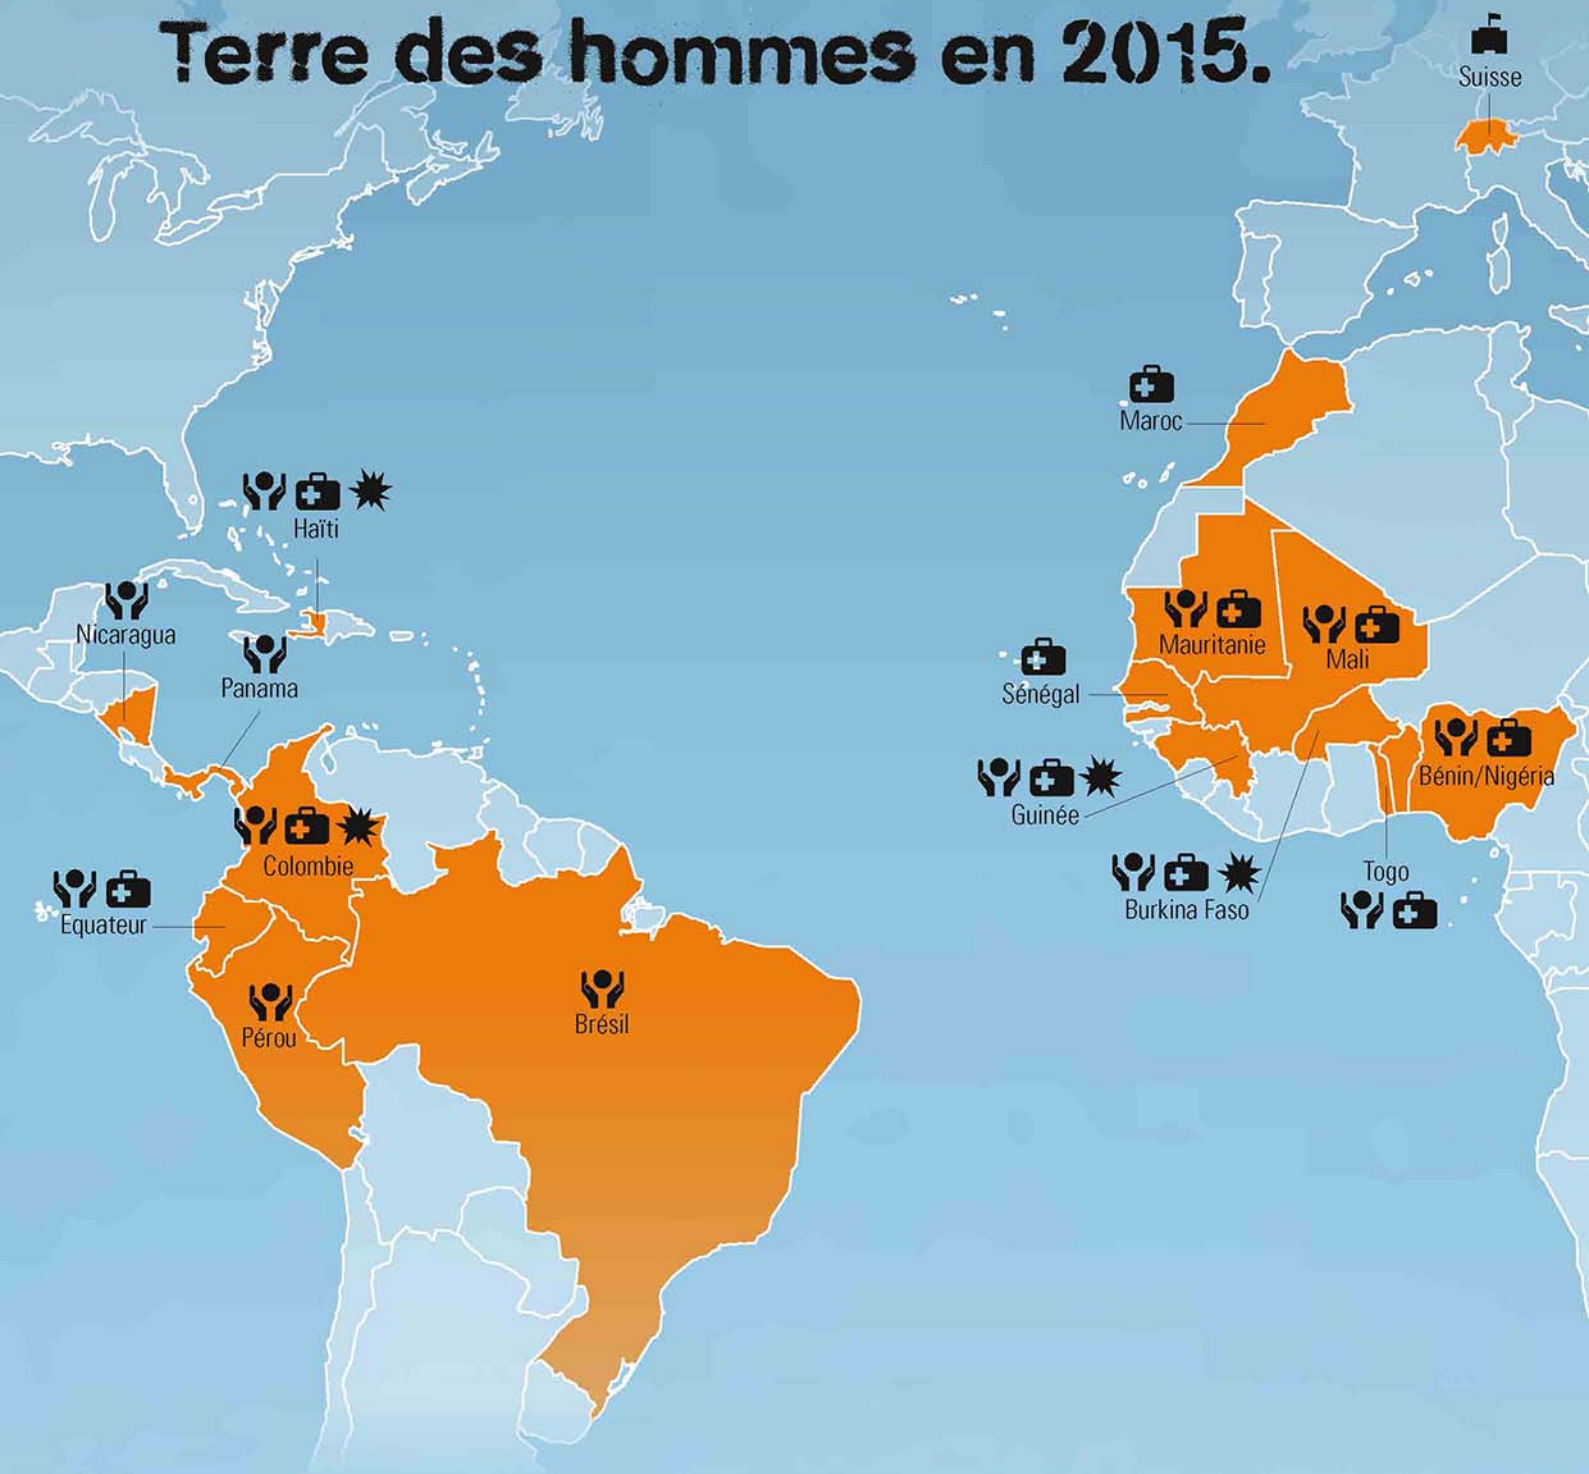 Terre des hommes en 2015.
Suisse
Maroc
Haïti
Nicaragua
Panama
Mauritanie
Mali
Sénégal
Bénin/Nigéria
Guinée
Colombie
Togo
Burkina Faso
Equateur
Pérou
Brésil